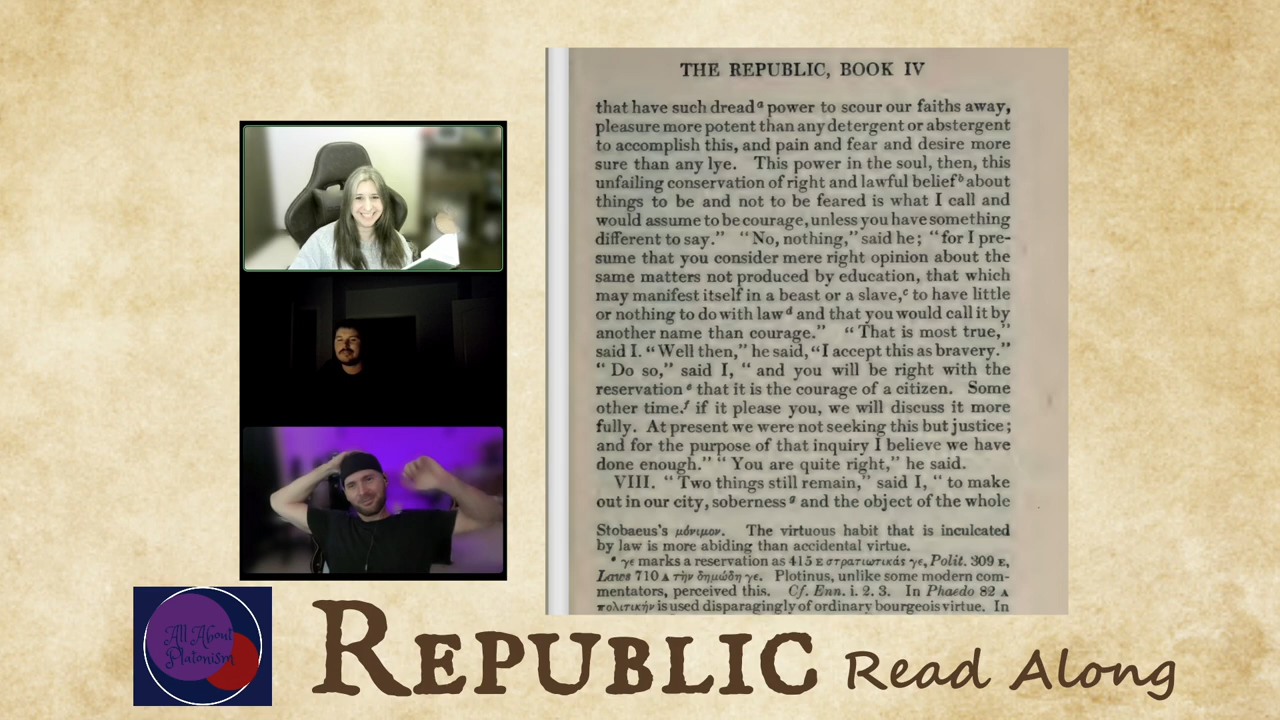 THE REPUBLIC, BOOK IV
that have such dreadᵃ power to scour our faiths away,
pleasure more potent than any detergent or abstergent
to accomplish this, and pain and fear and desire more
sure than any lye. This power in the soul, then, this
unfailing conservation of right and lawful beliefᵇ about
things to be and not to be feared is what I call and
would assume to be courage, unless you have something
different to say.” “No, nothing,” said he; “for I pre-
sume that you consider mere right opinion about the
same matters not produced by education, that which
may manifest itself in a beast or a slave,ᶜ to have little
or nothing to do with lawᵈ and that you would call it by
another name than courage.” “That is most true,”
said I. “Well then,” he said, “I accept this as bravery.”
“Do so,” said I, “and you will be right with the
reservationᵉ that it is the courage of a citizen. Some
other time,ᶠ if it please you, we will discuss it more
fully. At present we were not seeking this but justice;
and for the purpose of that inquiry I believe we have
done enough.” “You are quite right,” he said.
VIII. “Two things still remain,” said I, “to make
out in our city, sobernessᵍ and the object of the whole
Stobaeus's μόνιμον. The virtuous habit that is inculcated
by law is more abiding than accidental virtue.
ᵉ γε marks a reservation as 415 E στρατιωτικάς γε, Polit. 309 E,
Laws 710 A τὴν δημώδη γε. Plotinus, unlike some modern com-
mentators, perceived this. Cf. Enn. i. 2. 3. In Phaedo 82 A
πολιτικήν is used disparagingly of ordinary bourgeois virtue. In
All About
Platonism
REPUBLIC Read Along